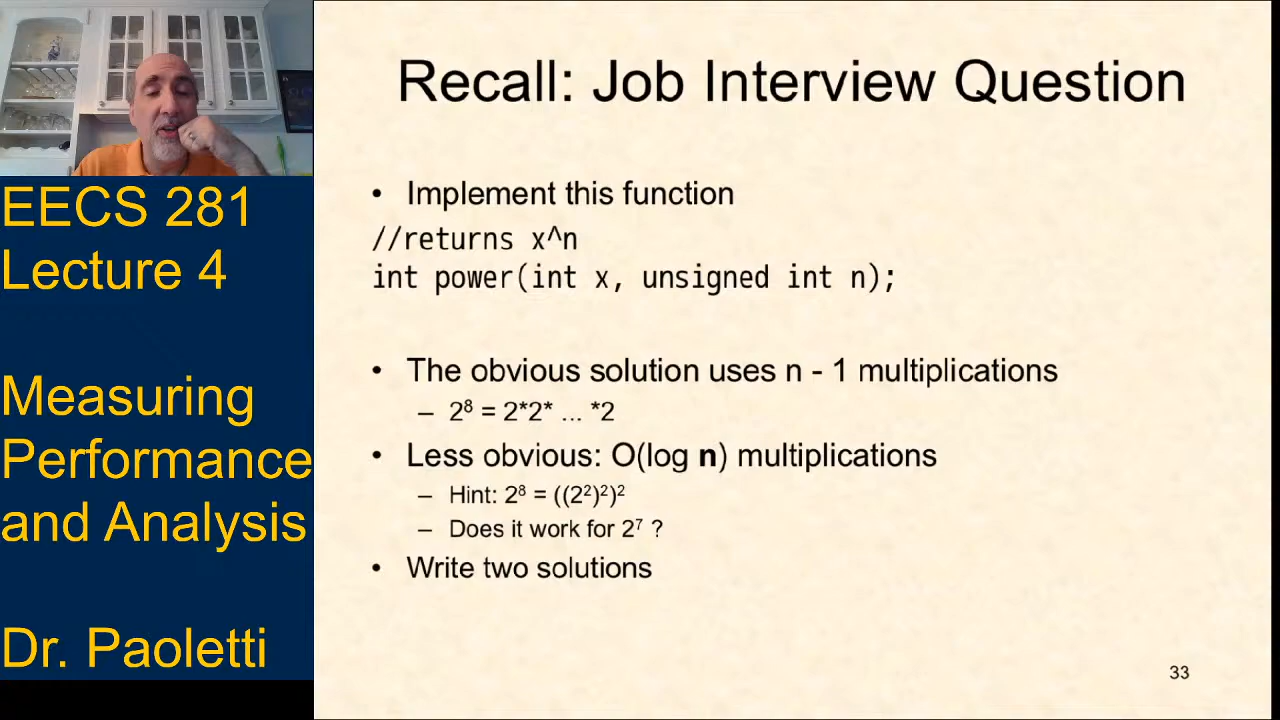 EECS 281
Lecture 4
Measuring
Performance
and Analysis
Dr. Paoletti
Recall: Job Interview Question
• Implement this function
//returns x^n
int power(int x, unsigned int n);
• The obvious solution uses n - 1 multiplications
– 2⁸ = 2*2* ... *2
• Less obvious: O(log n) multiplications
– Hint: 2⁸ = ((2²)²)²
– Does it work for 2⁷ ?
• Write two solutions
33